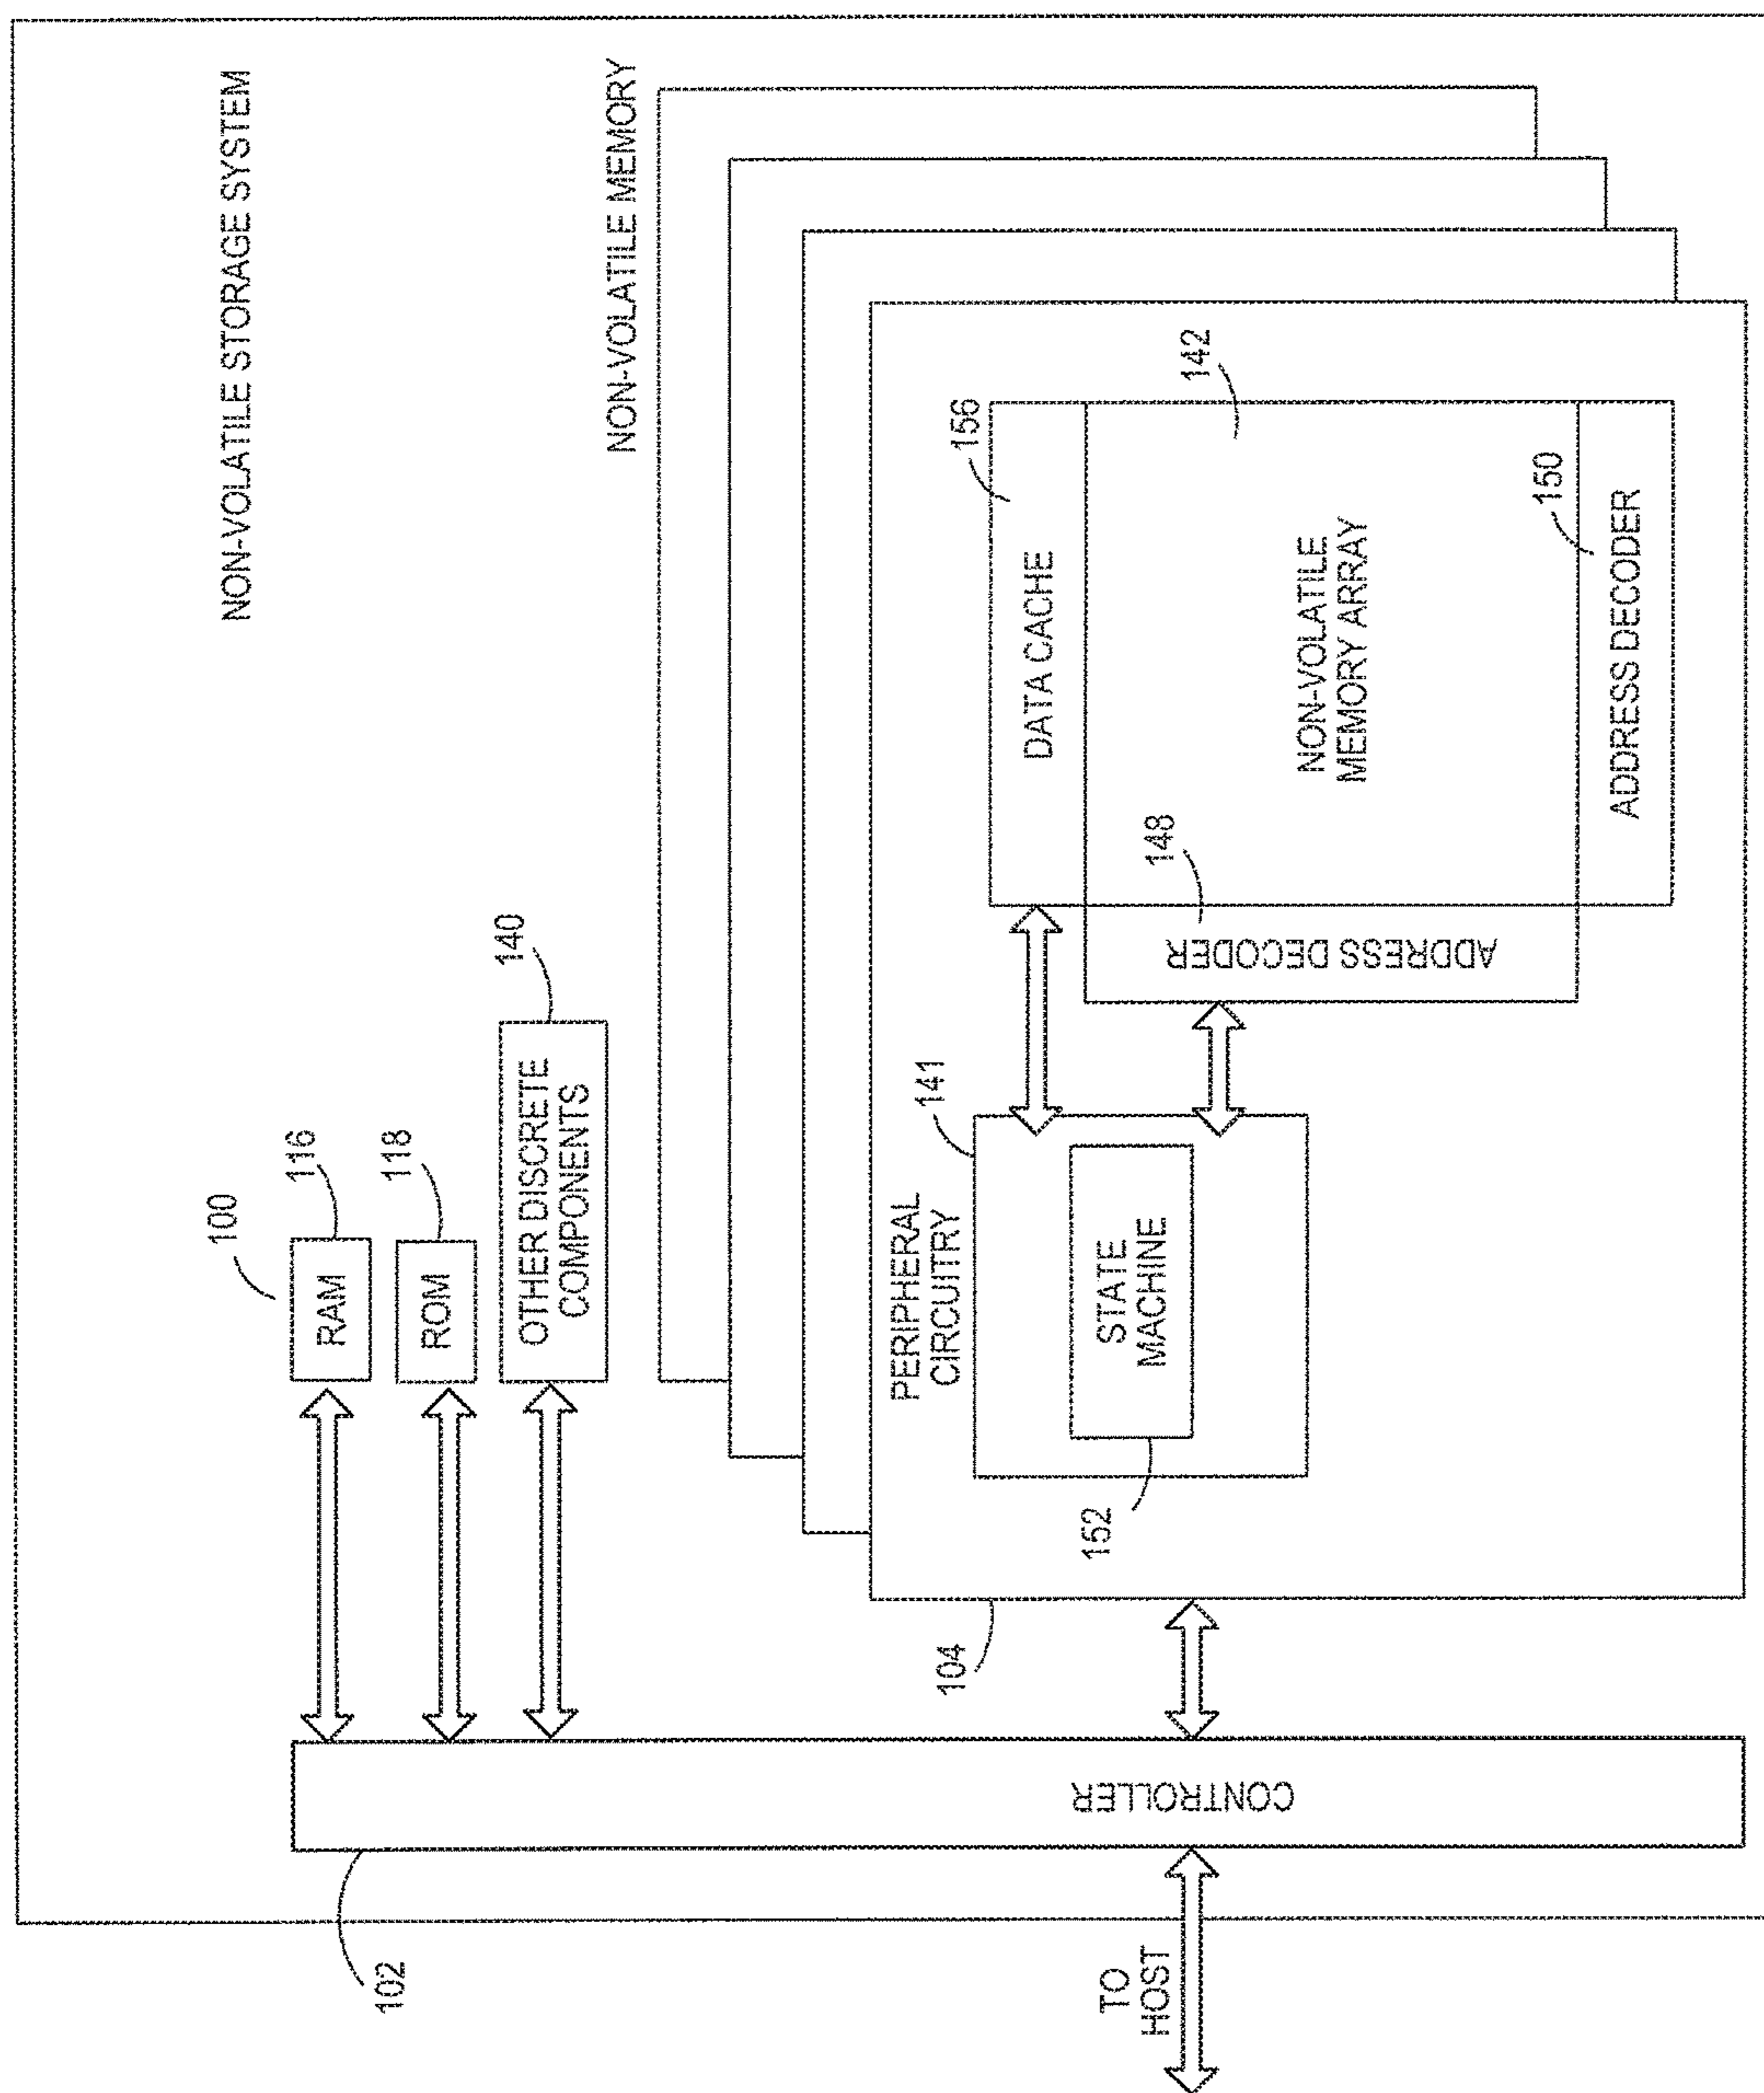 NON-VOLATILE STORAGE SYSTEM
100
RAM
116
ROM
118
OTHER DISCRETE
COMPONENTS
140
NON-VOLATILE MEMORY
102
CONTROLLER
TO
HOST
104
PERIPHERAL
CIRCUITRY
141
STATE
MACHINE
152
DATA CACHE
156
ADDRESS DECODER
148
NON-VOLATILE
MEMORY ARRAY
142
ADDRESS DECODER
150